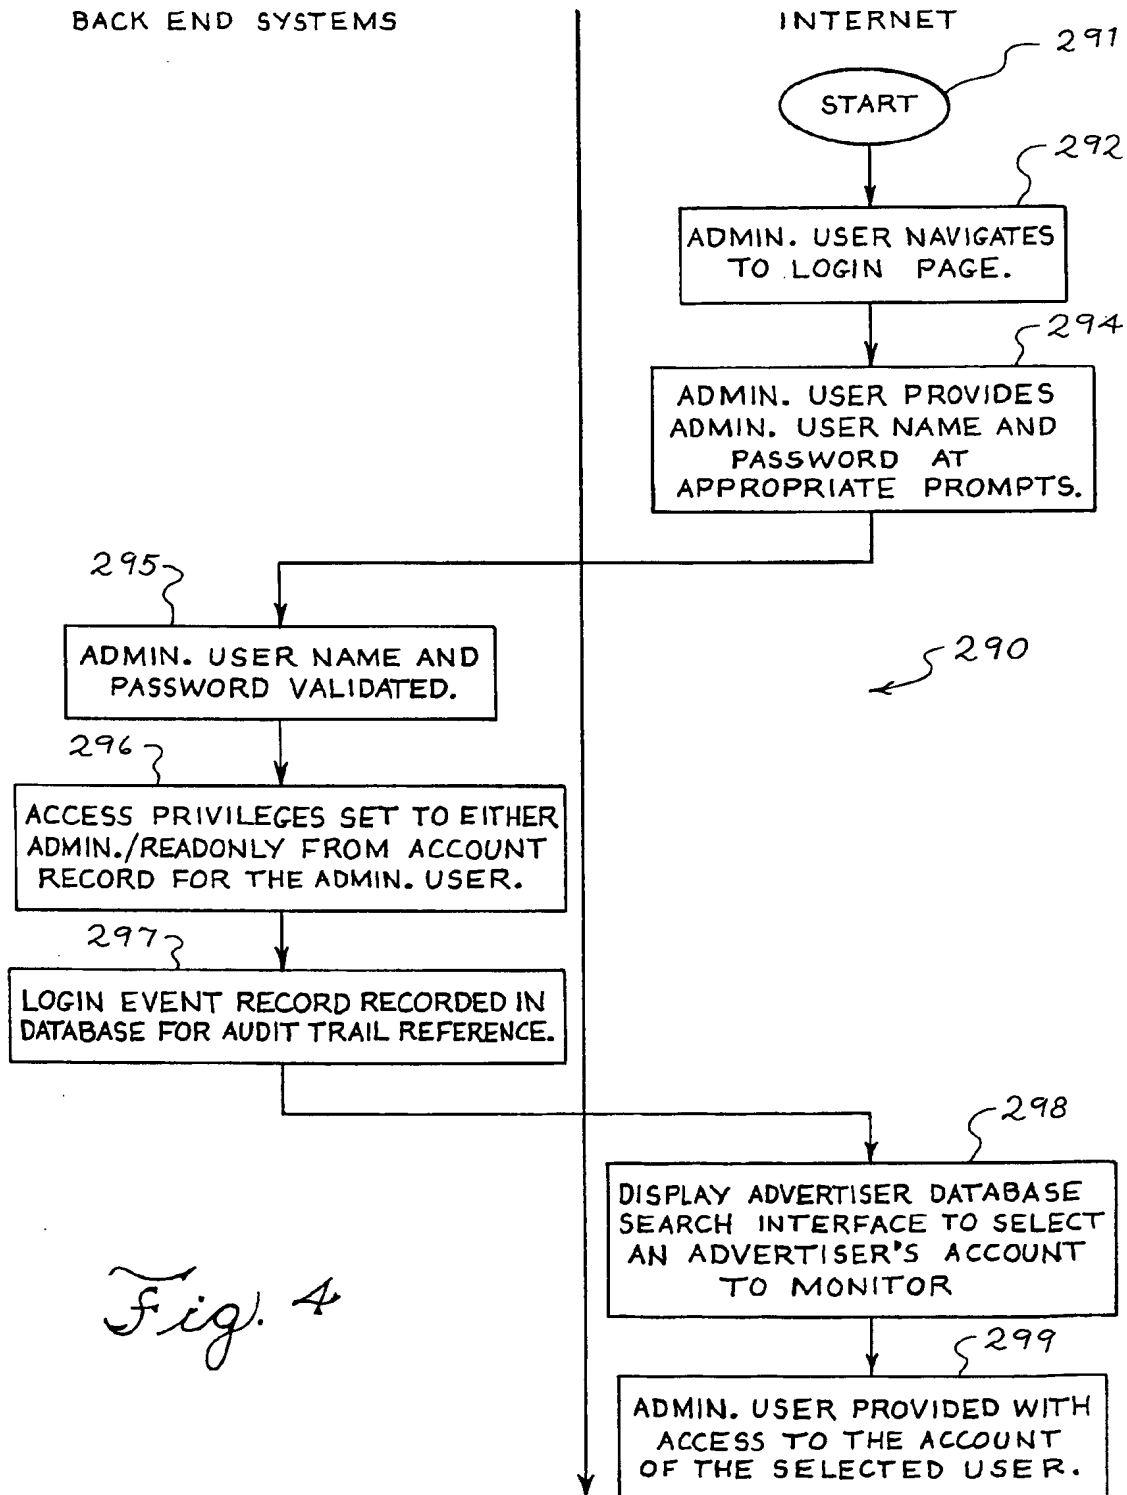 BACK END SYSTEMS
INTERNET
291
START
292
ADMIN. USER NAVIGATES
TO LOGIN PAGE.
294
ADMIN. USER PROVIDES
ADMIN. USER NAME AND
PASSWORD AT
APPROPRIATE PROMPTS.
295
ADMIN. USER NAME AND
PASSWORD VALIDATED.
290
296
ACCESS PRIVILEGES SET TO EITHER
ADMIN./READONLY FROM ACCOUNT
RECORD FOR THE ADMIN. USER.
297
LOGIN EVENT RECORD RECORDED IN
DATABASE FOR AUDIT TRAIL REFERENCE.
298
DISPLAY ADVERTISER DATABASE
SEARCH INTERFACE TO SELECT
AN ADVERTISER'S ACCOUNT
TO MONITOR
Fig. 4
299
ADMIN. USER PROVIDED WITH
ACCESS TO THE ACCOUNT
OF THE SELECTED USER.